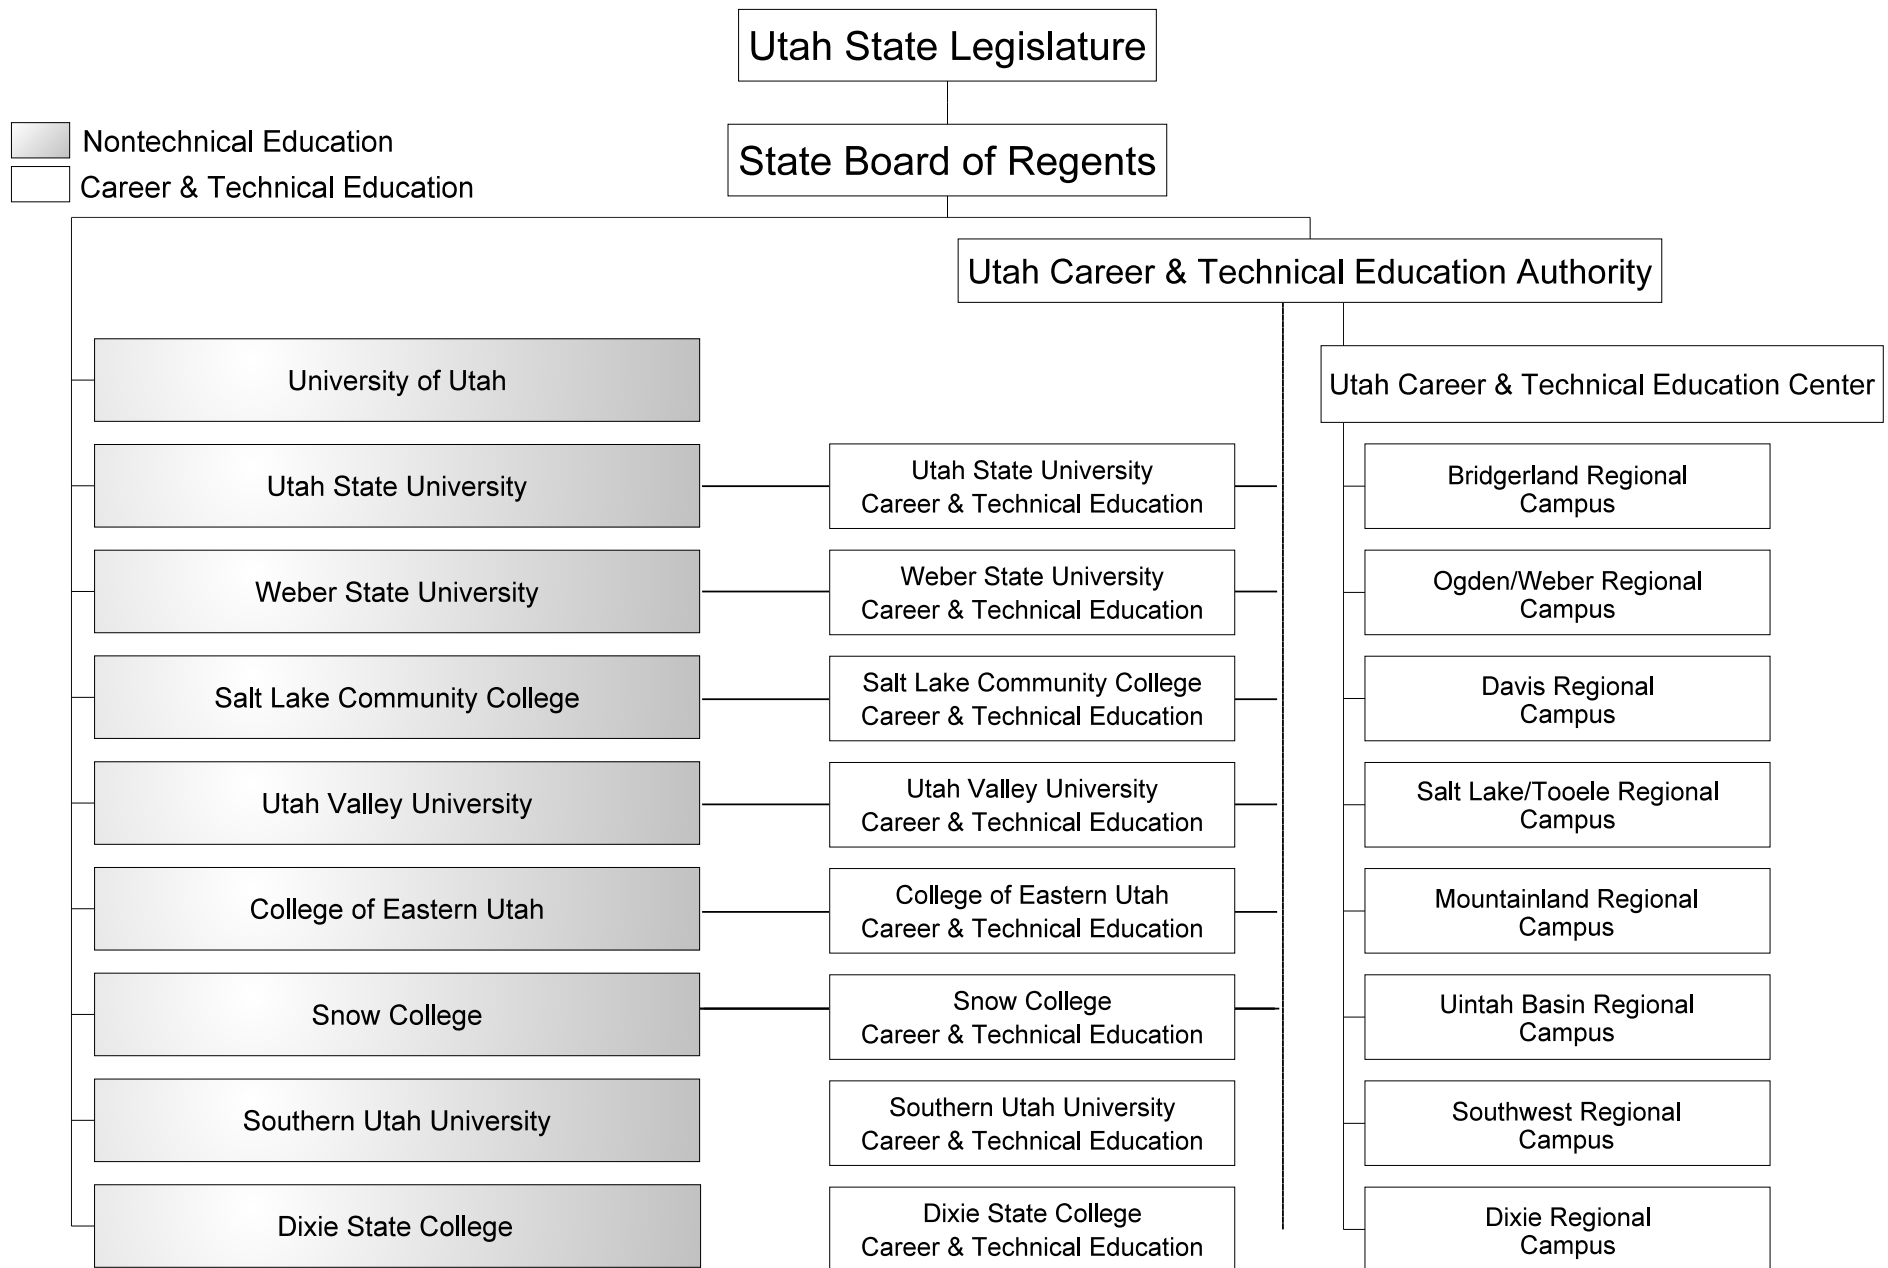 Utah State Legislature
Nontechnical Education
Career & Technical Education
State Board of Regents
Utah Career & Technical Education Authority
University of Utah
Utah State University
Weber State University
Salt Lake Community College
Utah Valley University
College of Eastern Utah
Snow College
Southern Utah University
Dixie State College
Utah State University
Career & Technical Education
Weber State University
Career & Technical Education
Salt Lake Community College
Career & Technical Education
Utah Valley University
Career & Technical Education
College of Eastern Utah
Career & Technical Education
Snow College
Career & Technical Education
Southern Utah University
Career & Technical Education
Dixie State College
Career & Technical Education
Utah Career & Technical Education Center
Bridgerland Regional
Campus
Ogden/Weber Regional
Campus
Davis Regional
Campus
Salt Lake/Tooele Regional
Campus
Mountainland Regional
Campus
Uintah Basin Regional
Campus
Southwest Regional
Campus
Dixie Regional
Campus